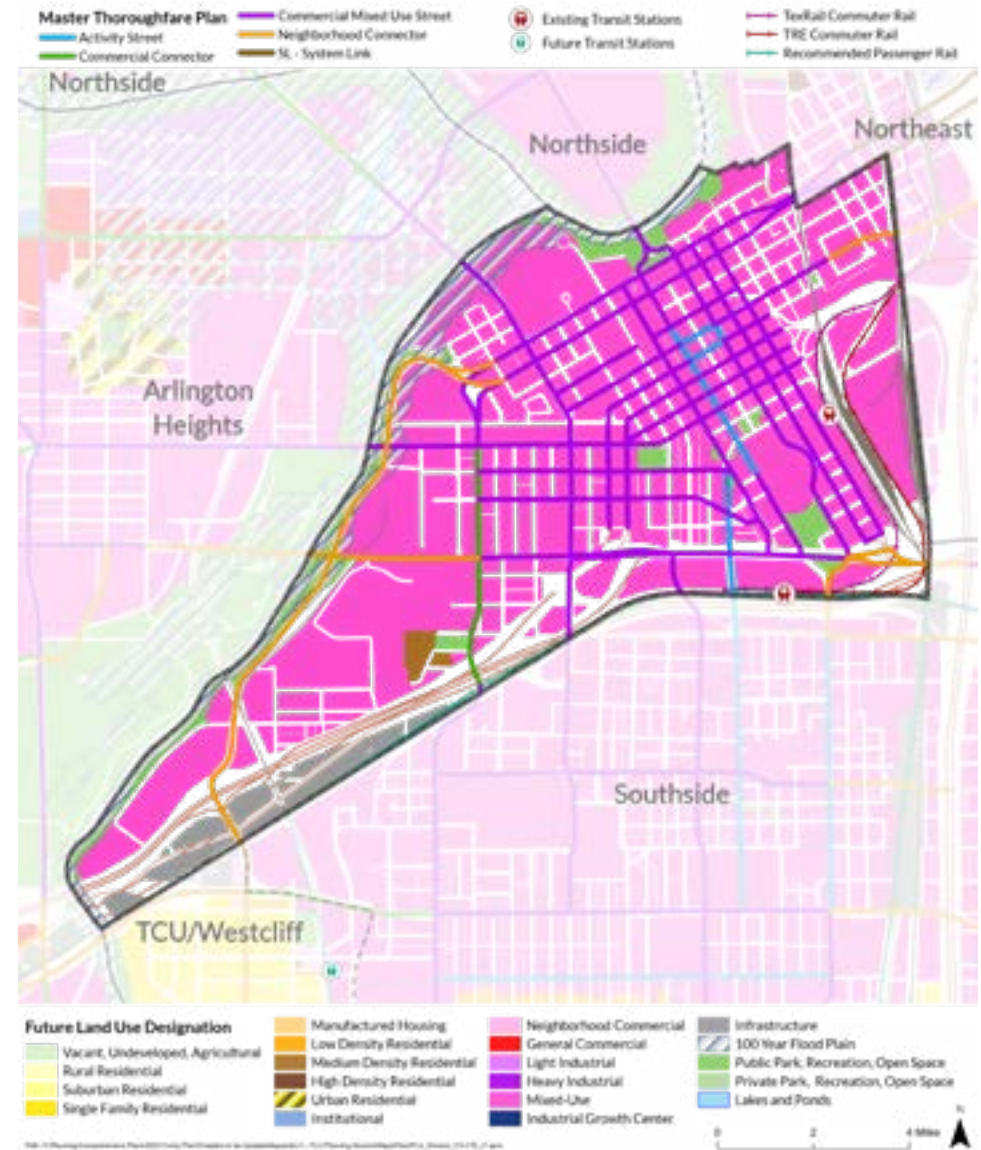 Master Thoroughfare Plan
Activity Street
Commercial Connector
Commercial Mixed Use Street
Neighborhood Connector
SL - System Link
Existing Transit Stations
Future Transit Stations
TexRail Commuter Rail
TRE Commuter Rail
Recommended Passenger Rail
Northside
Northside
Northeast
Arlington
Heights
Southside
TCU/Westcliff
Future Land Use Designation
Vacant, Undeveloped, Agricultural
Rural Residential
Suburban Residential
Single Family Residential
Manufactured Housing
Low Density Residential
Medium Density Residential
High Density Residential
Urban Residential
Institutional
Neighborhood Commercial
General Commercial
Light Industrial
Heavy Industrial
Mixed-Use
Industrial Growth Center
Infrastructure
100 Year Flood Plain
Public Park, Recreation, Open Space
Private Park, Recreation, Open Space
Lakes and Ponds
N
0 2 4 Miles